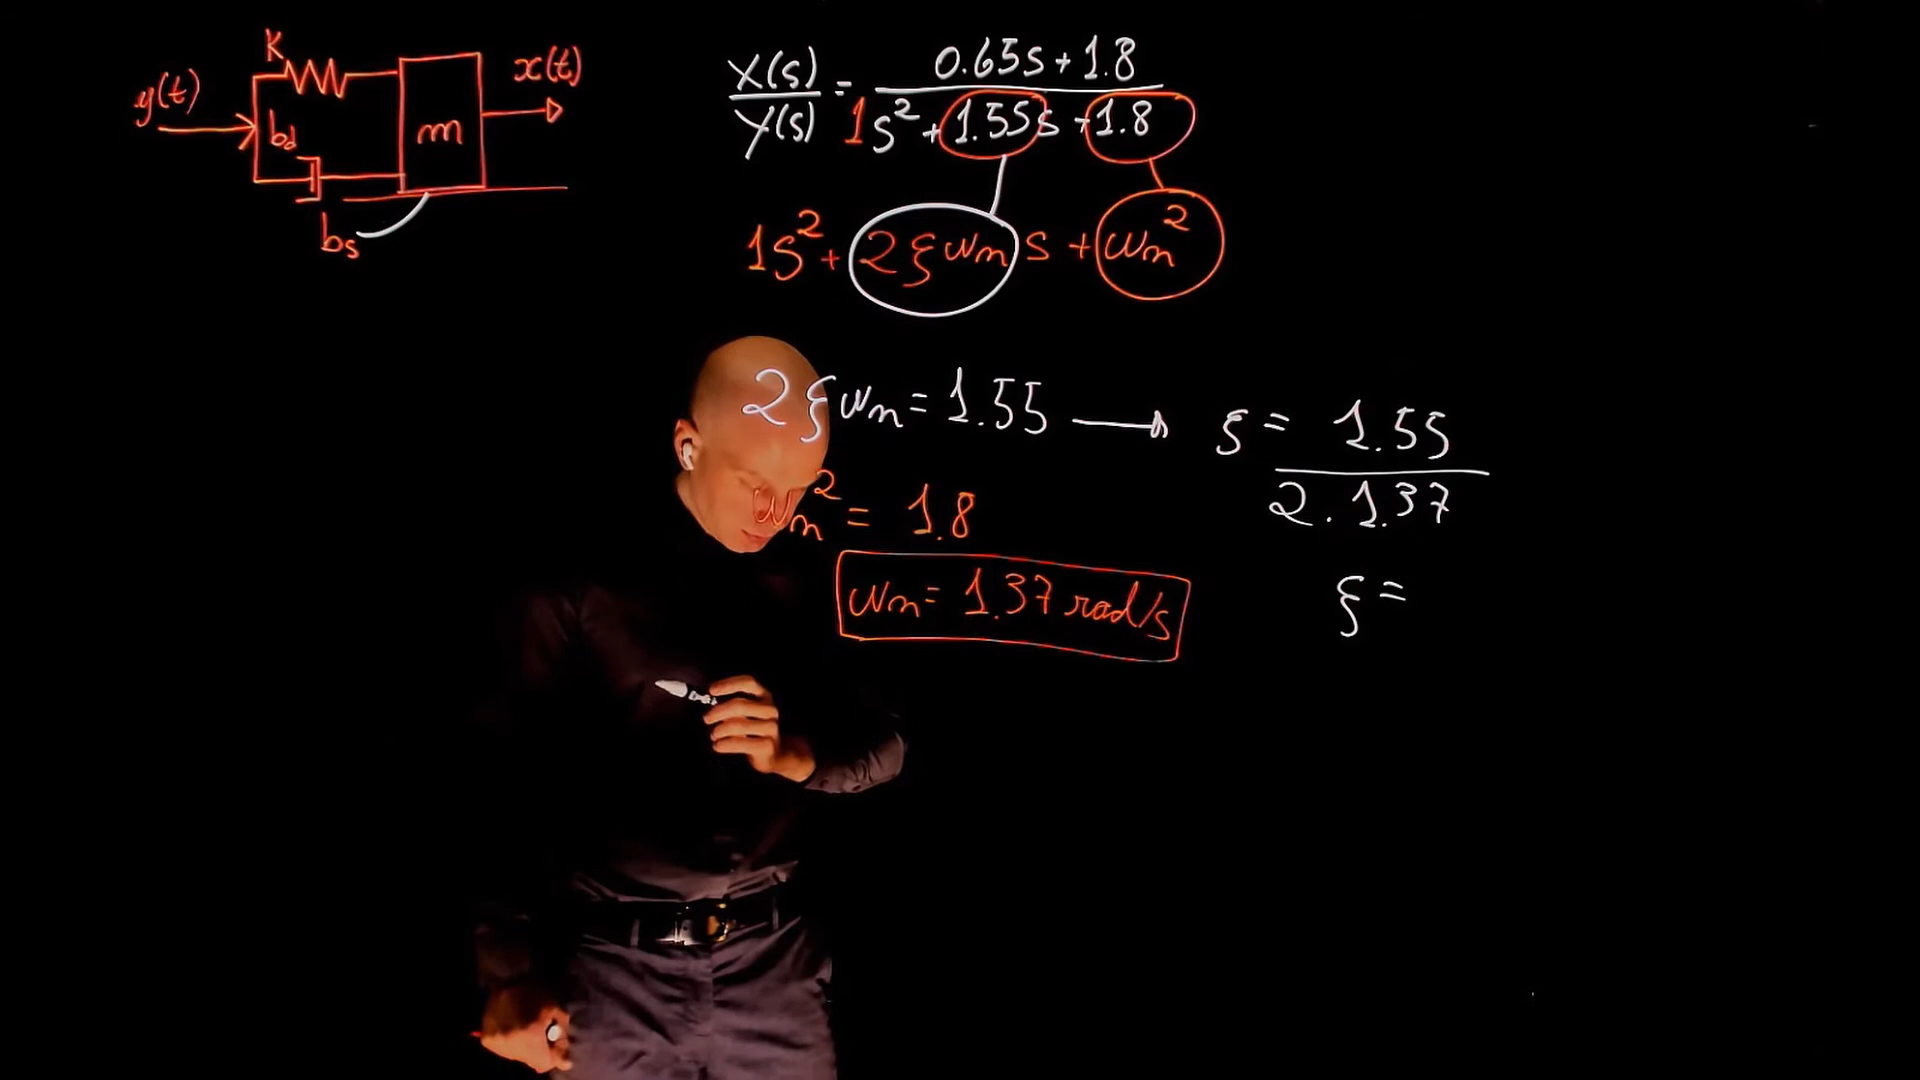 K
y(t)
x(t)
bd
m
bs
X(s)/Y(s) = (0.65s + 1.8)/(1s² + 1.55s + 1.8)
1s² + 2ξωn s + ωn²
2ξωn = 1.55 → ξ = 1.55/(2 . 1.37)
ωn² = 1.8
ωn = 1.37 rad/s
ξ =